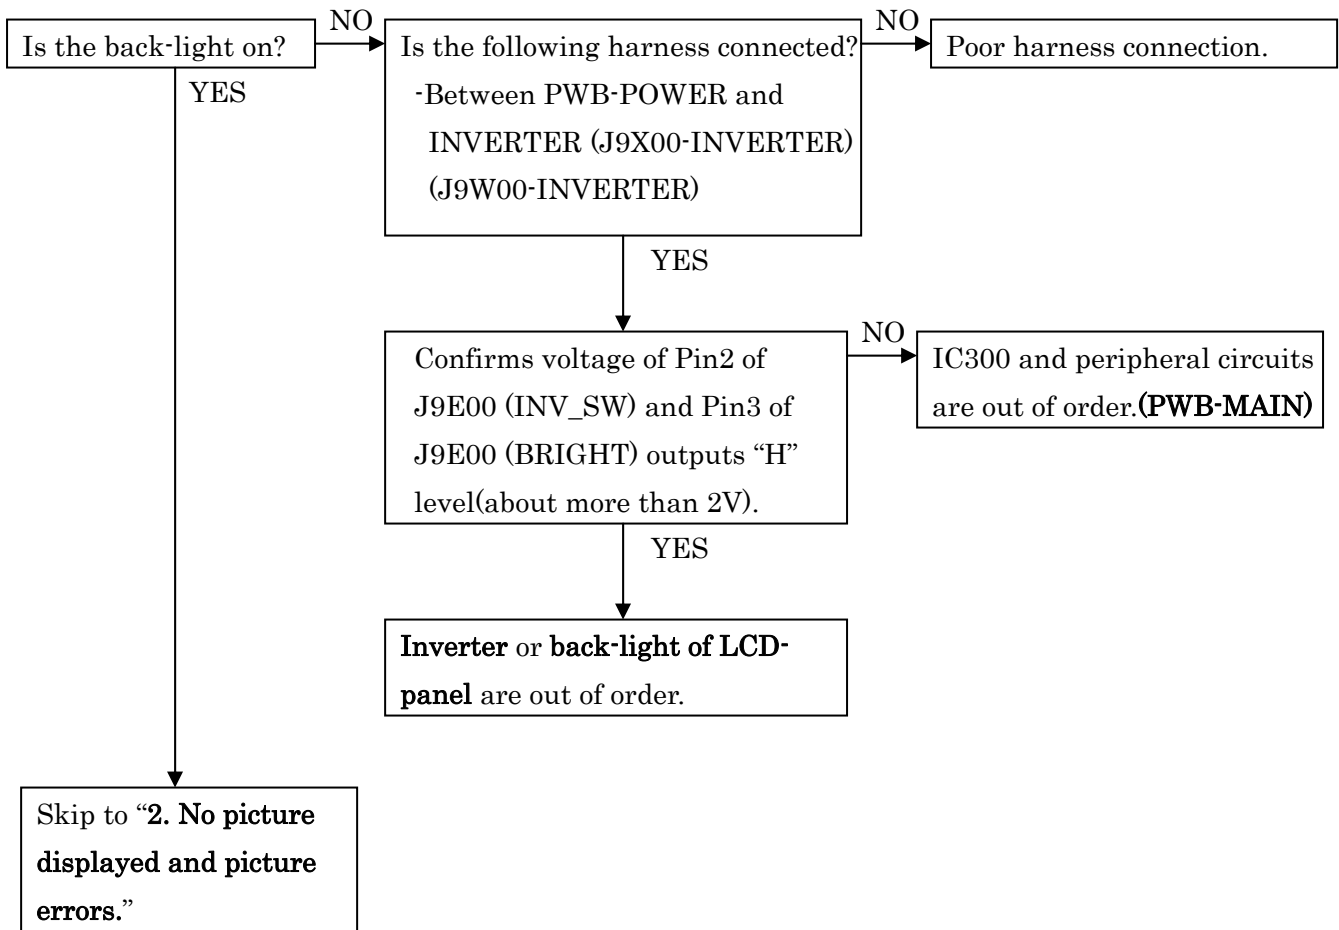 Is the back-light on?
NO
Is the following harness connected?
-Between PWB-POWER and
INVERTER (J9X00-INVERTER)
(J9W00-INVERTER)
NO
Poor harness connection.
YES
YES
Confirms voltage of Pin2 of
J9E00 (INV_SW) and Pin3 of
J9E00 (BRIGHT) outputs “H”
level(about more than 2V).
NO
IC300 and peripheral circuits
are out of order.(PWB-MAIN)
YES
Inverter or back-light of LCD-
panel are out of order.
Skip to “2. No picture
displayed and picture
errors.”